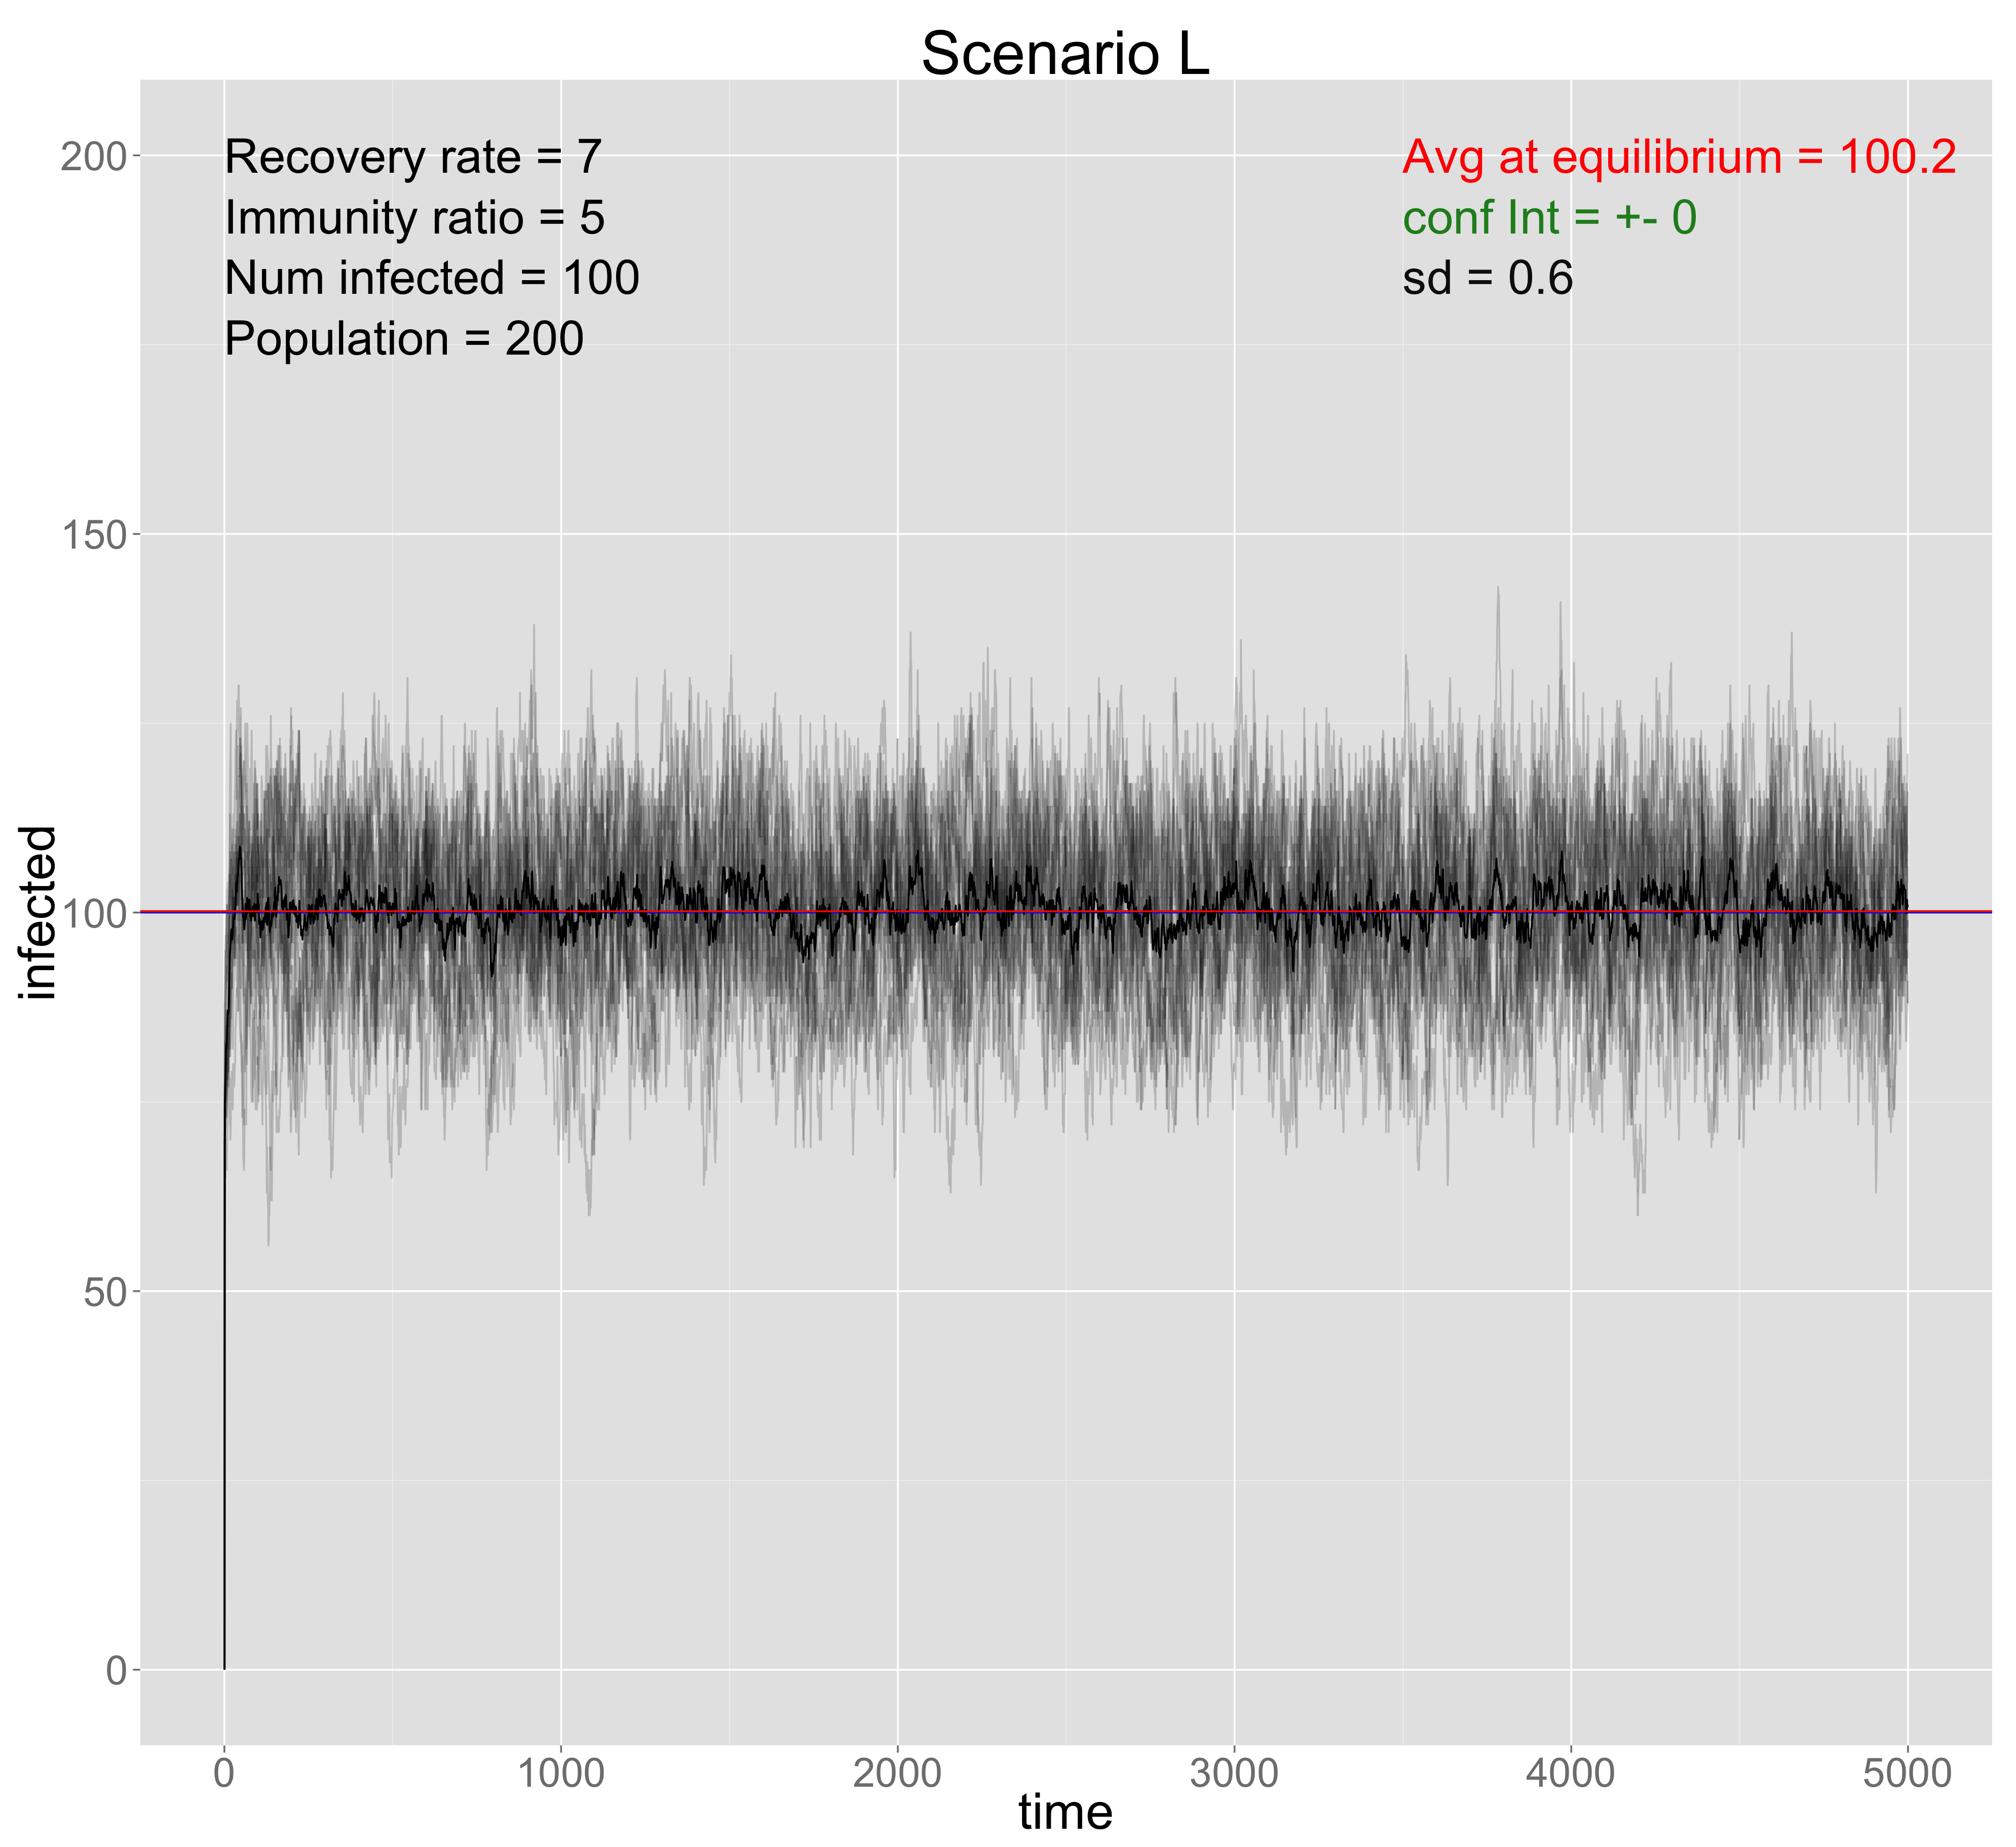 Scenario L
Recovery rate = 7
Immunity ratio = 5
Num infected = 100
Population = 200
Avg at equilibrium = 100.2
conf Int = +- 0
sd = 0.6
infected
200
150
100
50
0
0 1000 2000 3000 4000 5000
time